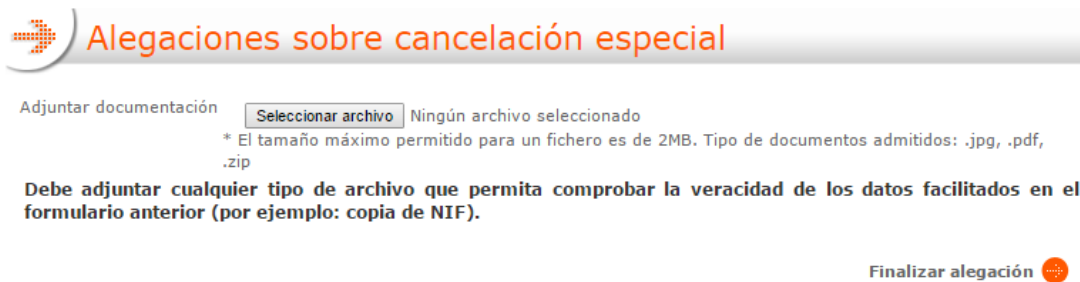 Alegaciones sobre cancelación especial
Adjuntar documentación Seleccionar archivo Ningún archivo seleccionado
* El tamaño máximo permitido para un fichero es de 2MB. Tipo de documentos admitidos: .jpg, .pdf,
.zip
Debe adjuntar cualquier tipo de archivo que permita comprobar la veracidad de los datos facilitados en el
formulario anterior (por ejemplo: copia de NIF).
Finalizar alegación